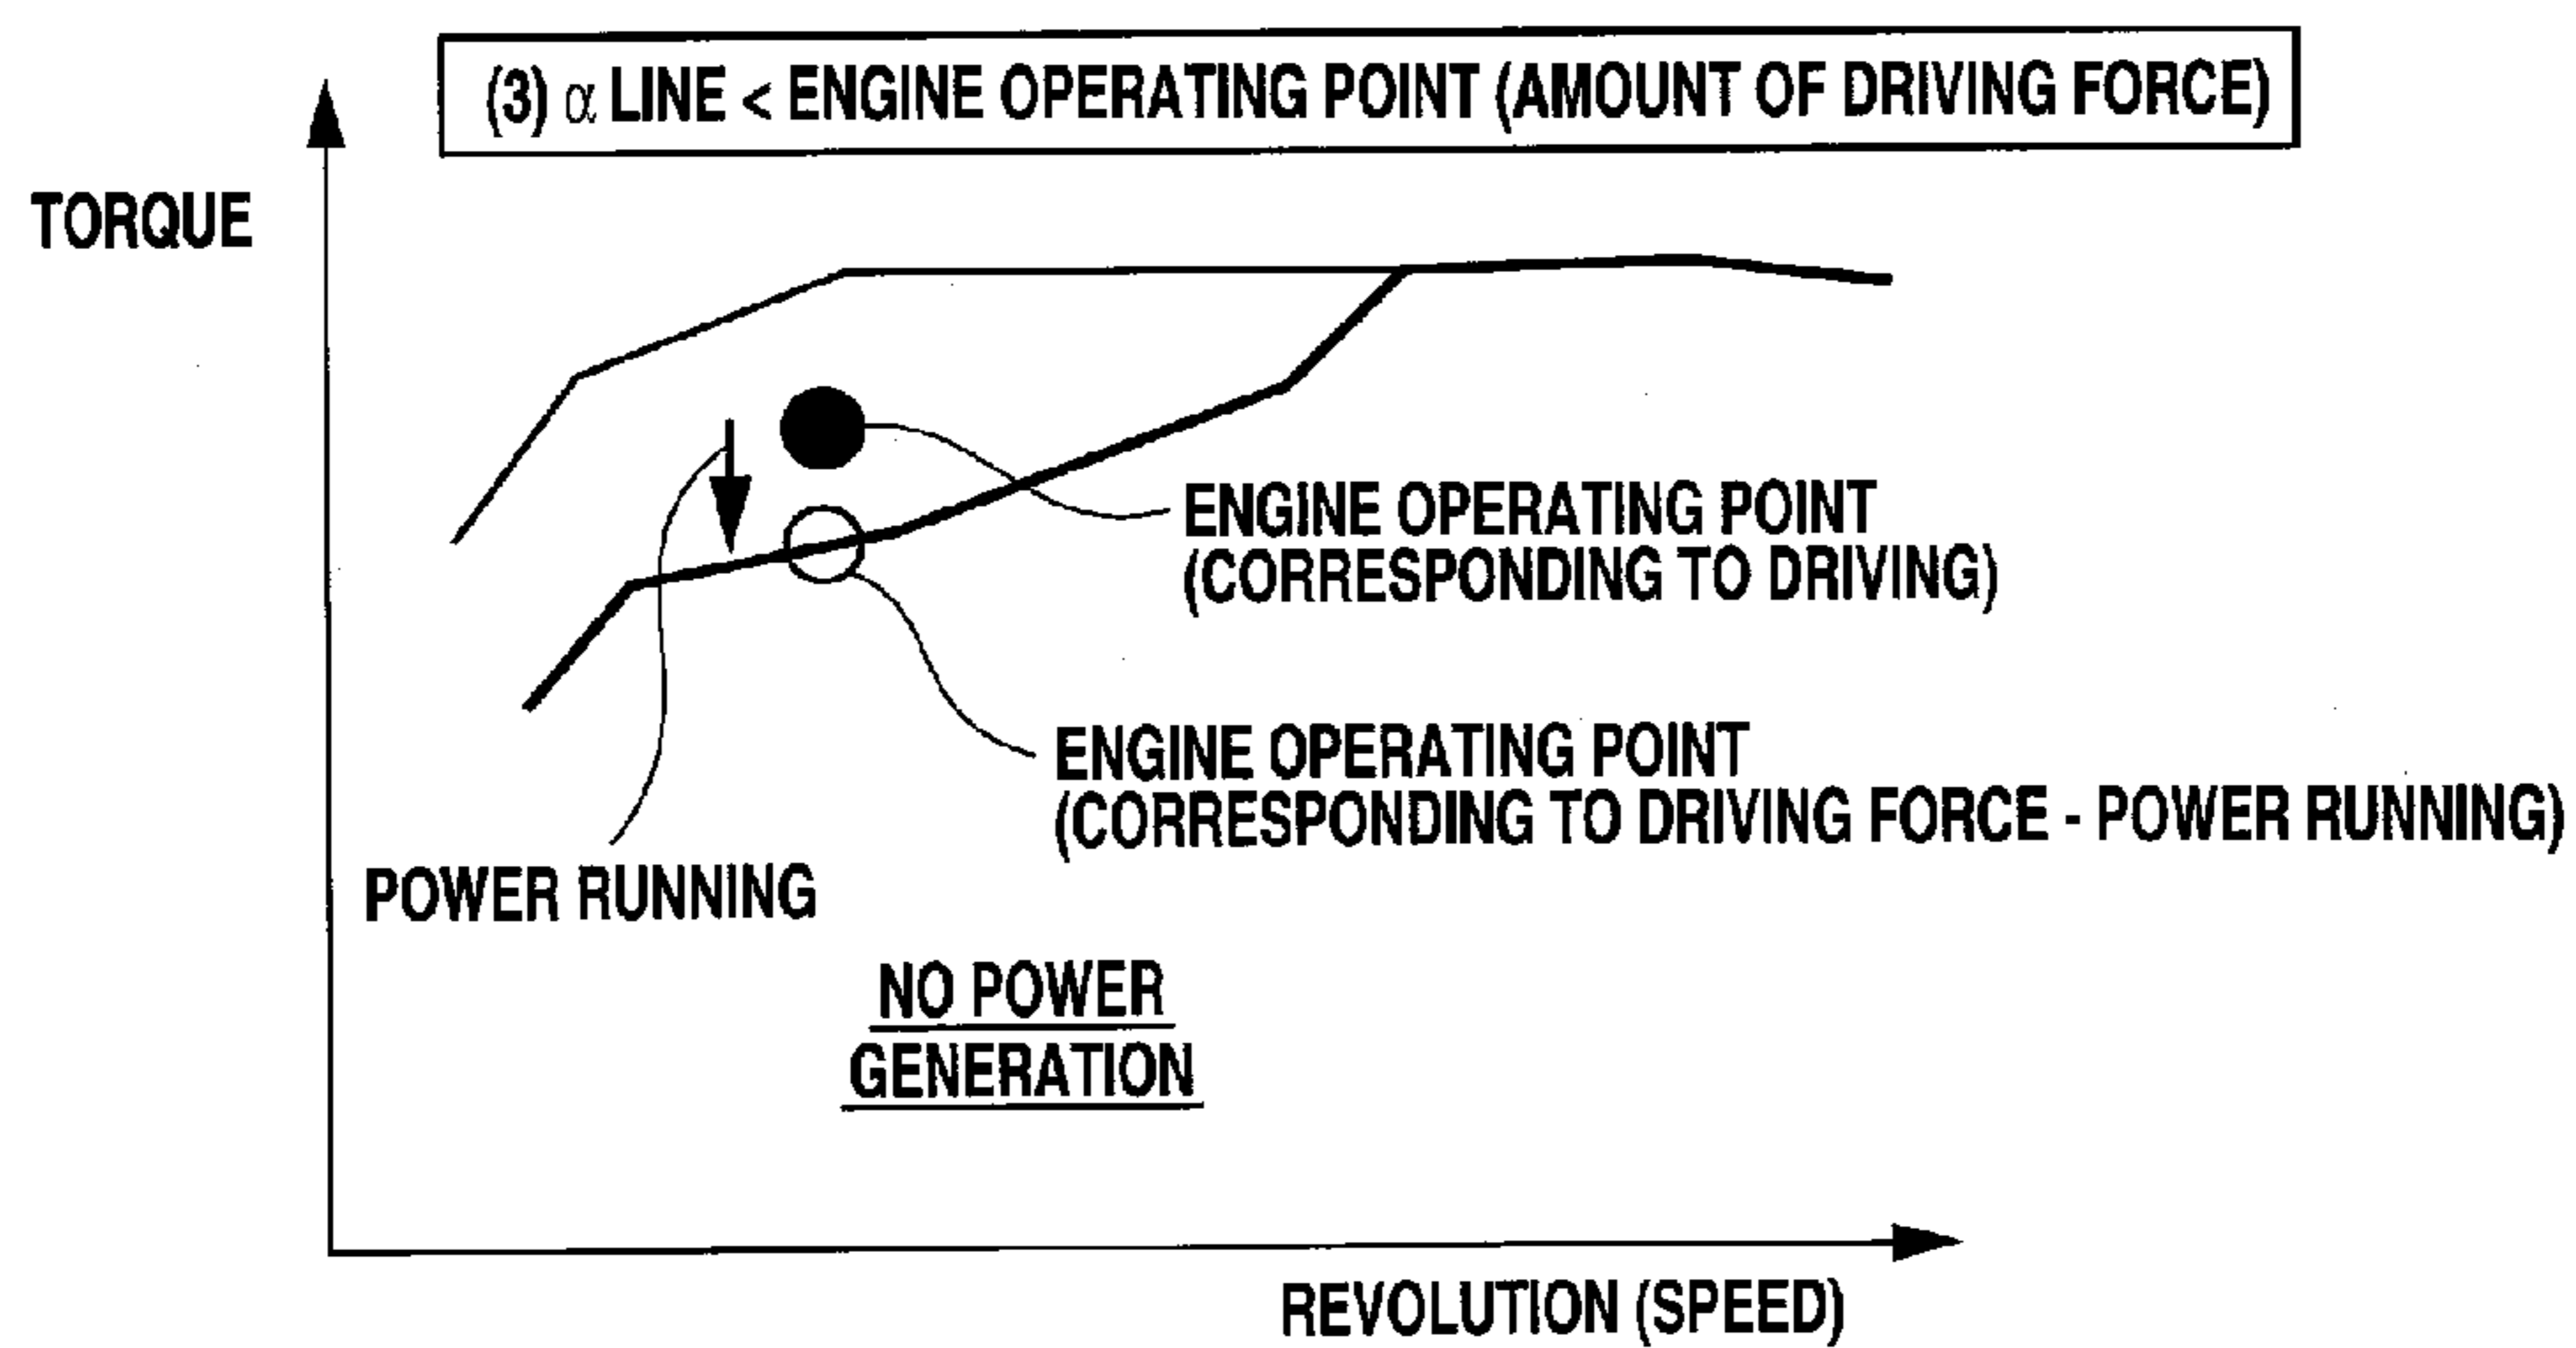 (3) α LINE < ENGINE OPERATING POINT (AMOUNT OF DRIVING FORCE)
TORQUE
ENGINE OPERATING POINT
(CORRESPONDING TO DRIVING)
ENGINE OPERATING POINT
(CORRESPONDING TO DRIVING FORCE - POWER RUNNING)
POWER RUNNING
NO POWER
GENERATION
REVOLUTION (SPEED)